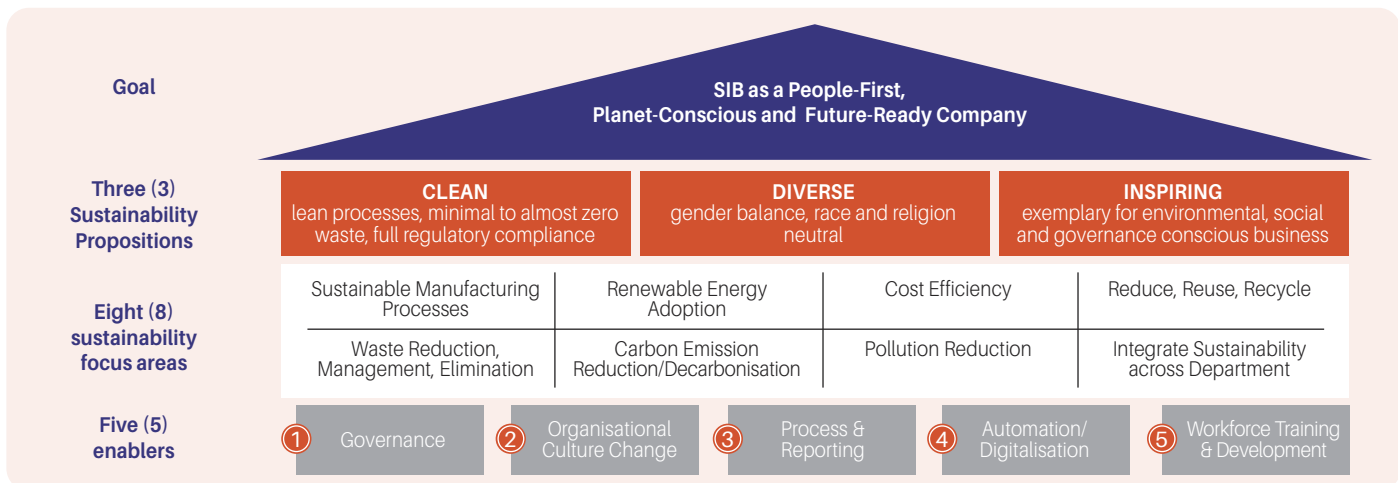 Goal
SIB as a People-First,
Planet-Conscious and Future-Ready Company
Three (3)
Sustainability
Propositions
CLEAN
lean processes, minimal to almost zero
waste, full regulatory compliance
DIVERSE
gender balance, race and religion
neutral
INSPIRING
exemplary for environmental, social
and governance conscious business
Eight (8)
sustainability
focus areas
Sustainable Manufacturing
Processes
Renewable Energy
Adoption
Cost Efficiency
Reduce, Reuse, Recycle
Waste Reduction,
Management, Elimination
Carbon Emission
Reduction/Decarbonisation
Pollution Reduction
Integrate Sustainability
across Department
Five (5)
enablers
1
Governance
2
Organisational
Culture Change
3
Process &
Reporting
4
Automation/
Digitalisation
5
Workforce Training
& Development